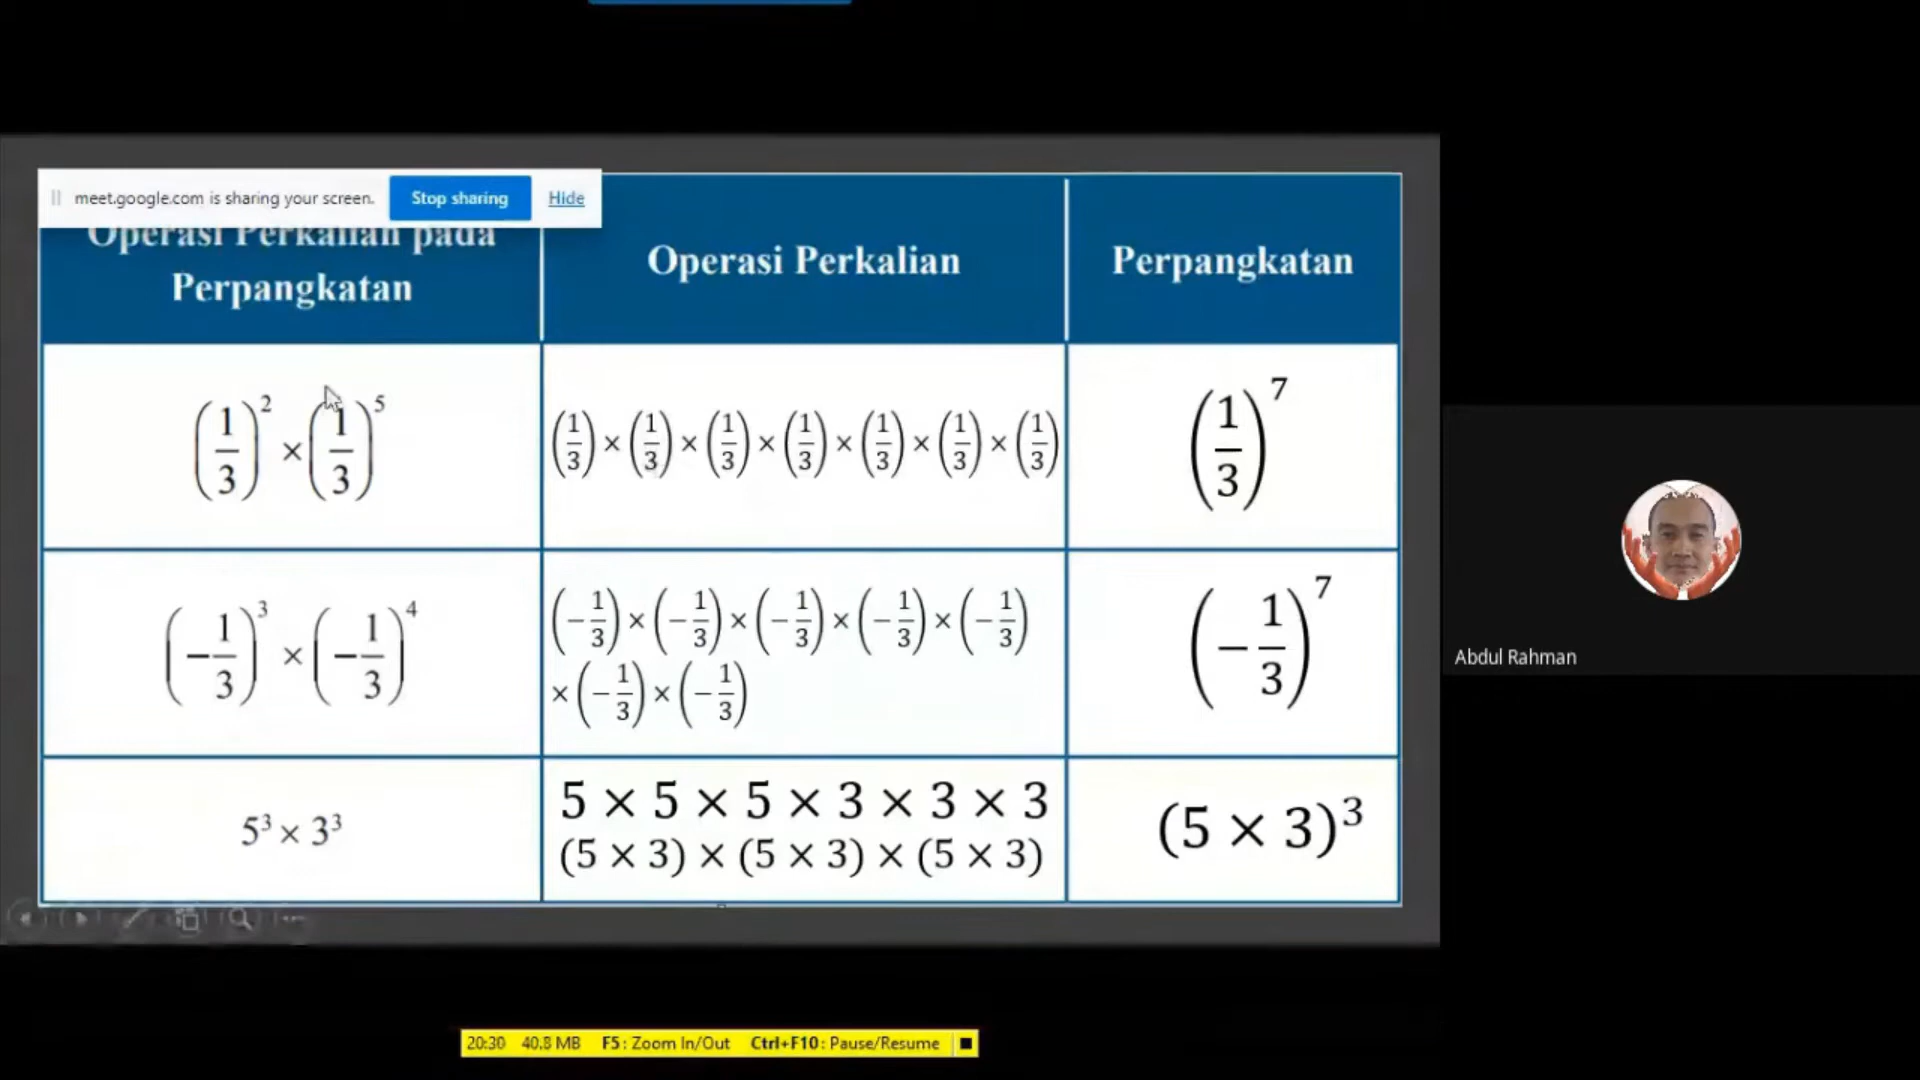 meet.google.com is sharing your screen. Stop sharing Hide
Operasi Perkalian pada
Perpangkatan
Operasi Perkalian
Perpangkatan
(1/3)² × (1/3)⁵
(1/3) × (1/3) × (1/3) × (1/3) × (1/3) × (1/3) × (1/3)
(1/3)⁷
(−1/3)³ × (−1/3)⁴
(−1/3) × (−1/3) × (−1/3) × (−1/3) × (−1/3)
× (−1/3) × (−1/3)
(−1/3)⁷
5³ × 3³
5 × 5 × 5 × 3 × 3 × 3
(5 × 3) × (5 × 3) × (5 × 3)
(5 × 3)³
Abdul Rahman
20:30 40.8 MB F5: Zoom In/Out Ctrl+F10: Pause/Resume